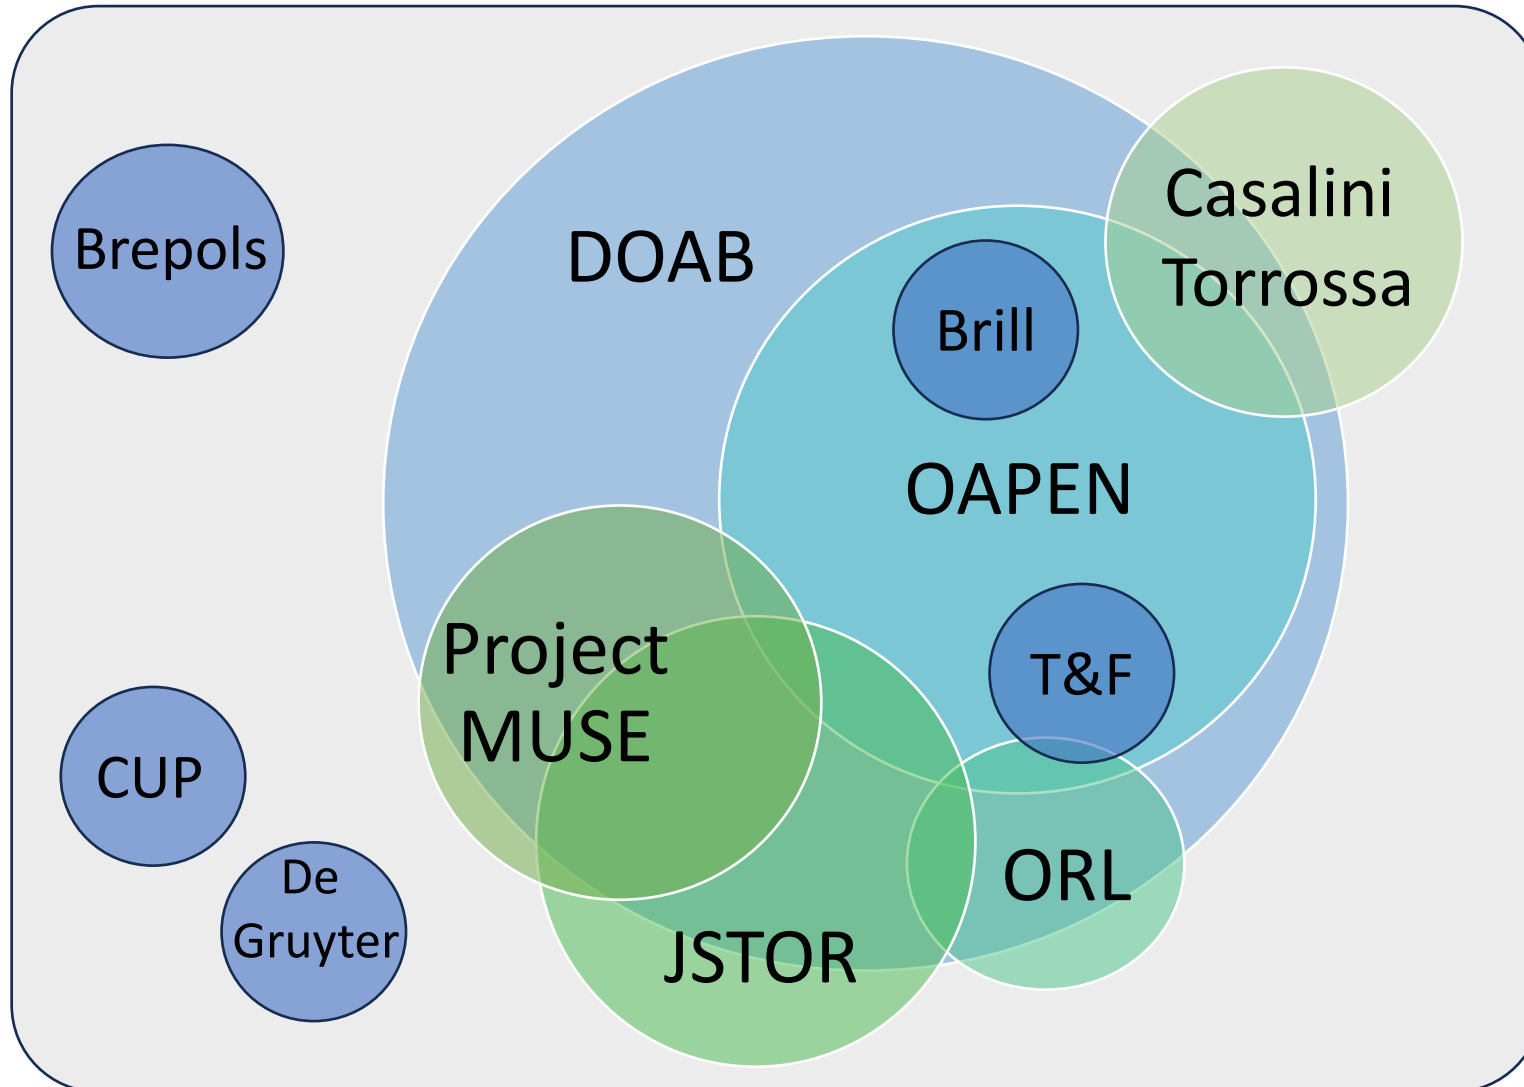 Casalini
Torrossa
DOAB
Brepols
Brill
OAPEN
Project
MUSE
T&F
CUP
De
Gruyter
ORL
JSTOR